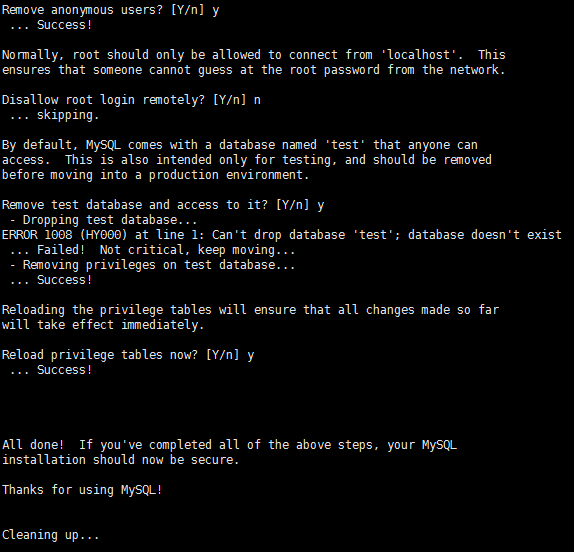 Remove anonymous users? [Y/n] y
 ... Success!
Normally, root should only be allowed to connect from 'localhost'.  This
ensures that someone cannot guess at the root password from the network.
Disallow root login remotely? [Y/n] n
 ... skipping.
By default, MySQL comes with a database named 'test' that anyone can
access.  This is also intended only for testing, and should be removed
before moving into a production environment.
Remove test database and access to it? [Y/n] y
 - Dropping test database...
ERROR 1008 (HY000) at line 1: Can't drop database 'test'; database doesn't exist
 ... Failed!  Not critical, keep moving...
 - Removing privileges on test database...
 ... Success!
Reloading the privilege tables will ensure that all changes made so far
will take effect immediately.
Reload privilege tables now? [Y/n] y
 ... Success!
All done!  If you've completed all of the above steps, your MySQL
installation should now be secure.
Thanks for using MySQL!
Cleaning up...